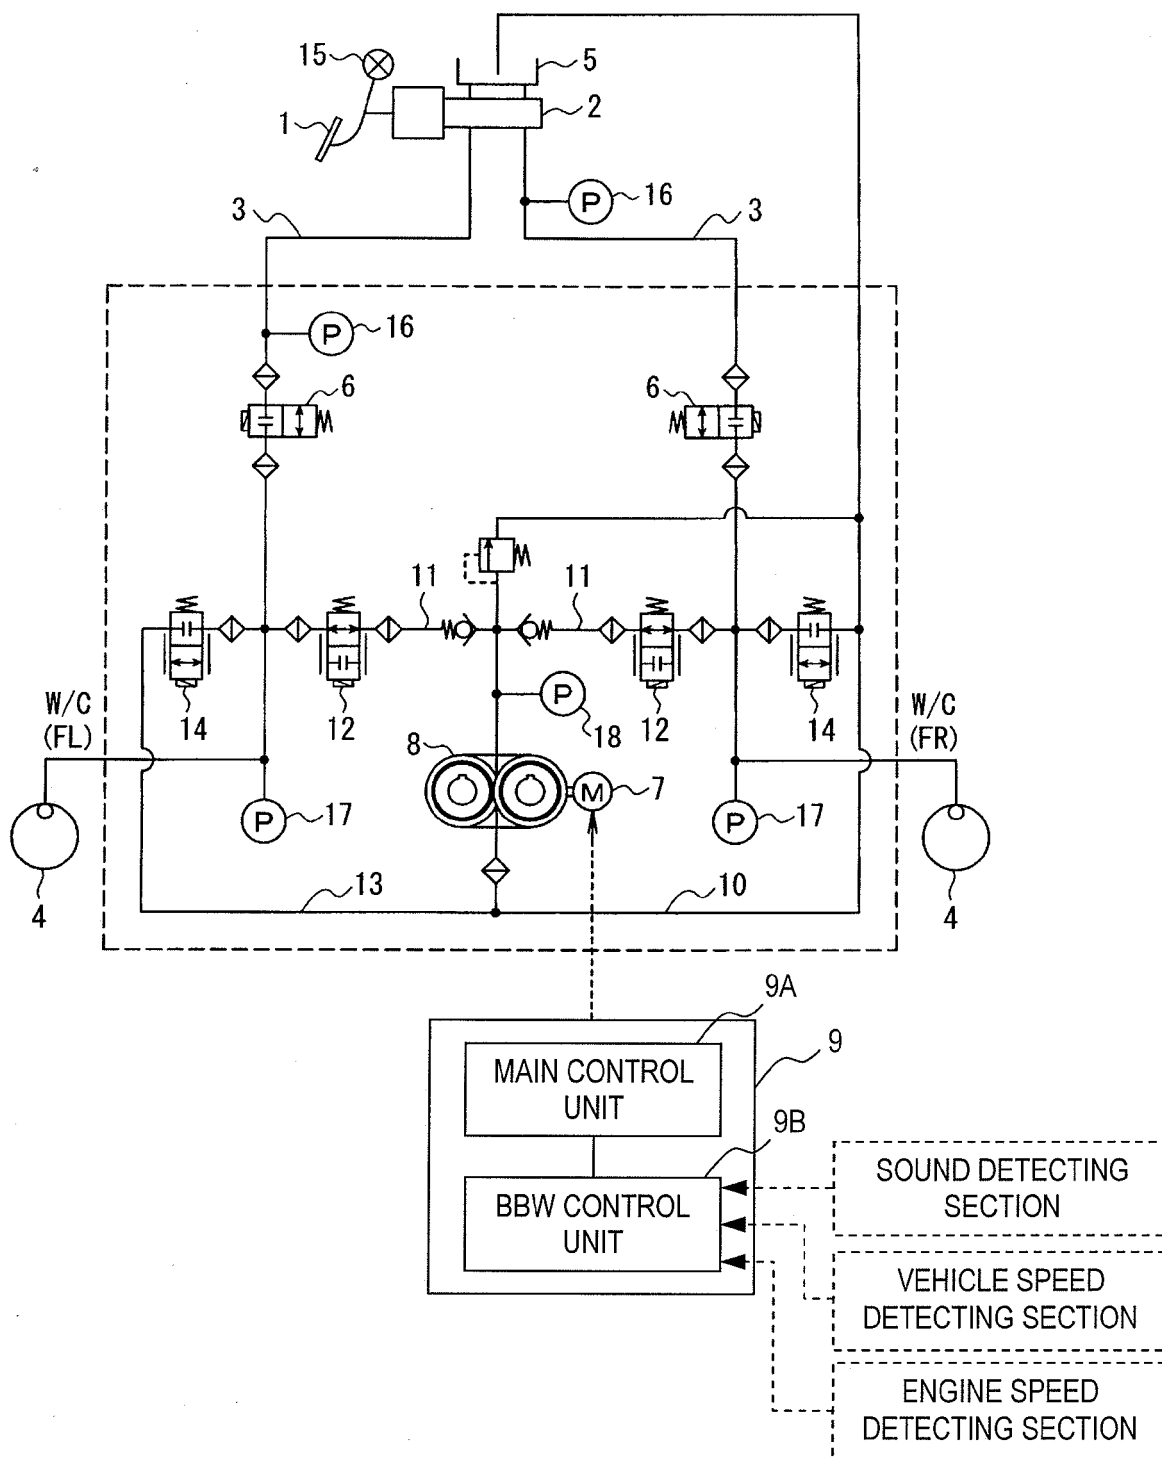 15
5
1
2
P
16
3
3
P
16
6
6
11
11
W/C
(FL)
14
12
P
18
12
14
W/C
(FR)
8
M
7
P
17
P
17
4
13
10
4
9A
9
MAIN CONTROL
UNIT
9B
BBW CONTROL
UNIT
SOUND DETECTING
SECTION
VEHICLE SPEED
DETECTING SECTION
ENGINE SPEED
DETECTING SECTION